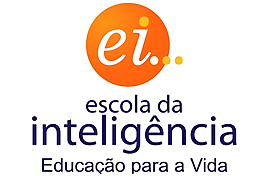 ei...
escola da
inteligência
Educação para a Vida